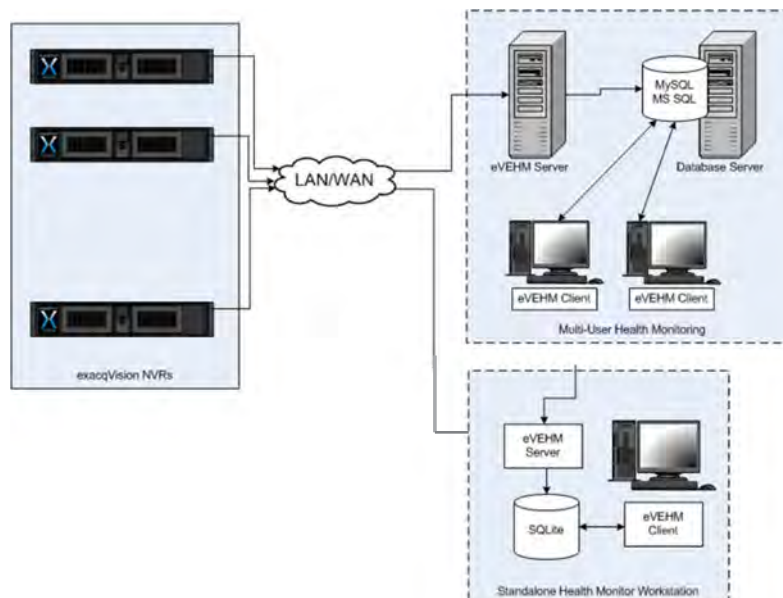 exacqVision NVRs
LAN/WAN
MySQL
MS SQL
eVEHM Server
Database Server
eVEHM Client
eVEHM Client
Multi-User Health Monitoring
eVEHM
Server
SQLite
eVEHM
Client
Standalone Health Monitor Workstation